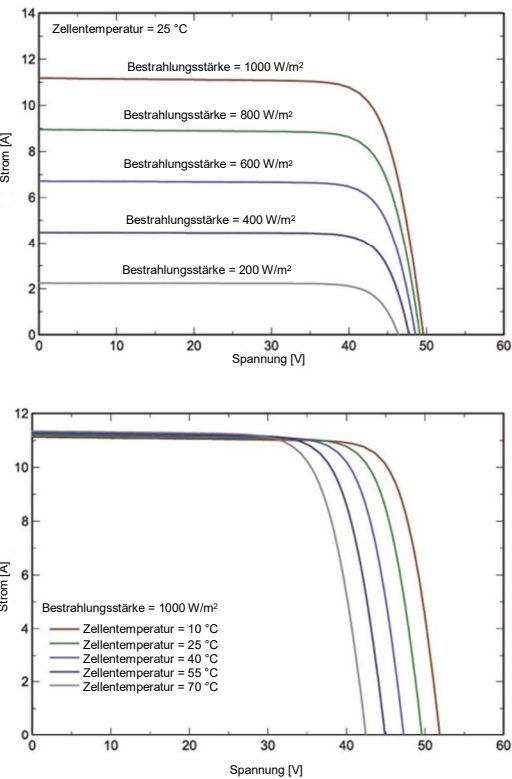 14
Zellentemperatur = 25 °C
12
Bestrahlungsstärke = 1000 W/m²
10
Bestrahlungsstärke = 800 W/m²
8
Strom [A]
Bestrahlungsstärke = 600 W/m²
6
Bestrahlungsstärke = 400 W/m²
4
Bestrahlungsstärke = 200 W/m²
2
0
0 10 20 30 40 50 60
Spannung [V]
12
10
8
6
Strom [A]
Bestrahlungsstärke = 1000 W/m²
4
Zellentemperatur = 10 °C
Zellentemperatur = 25 °C
Zellentemperatur = 40 °C
2
Zellentemperatur = 55 °C
Zellentemperatur = 70 °C
0
0 10 20 30 40 50 60
Spannung [V]